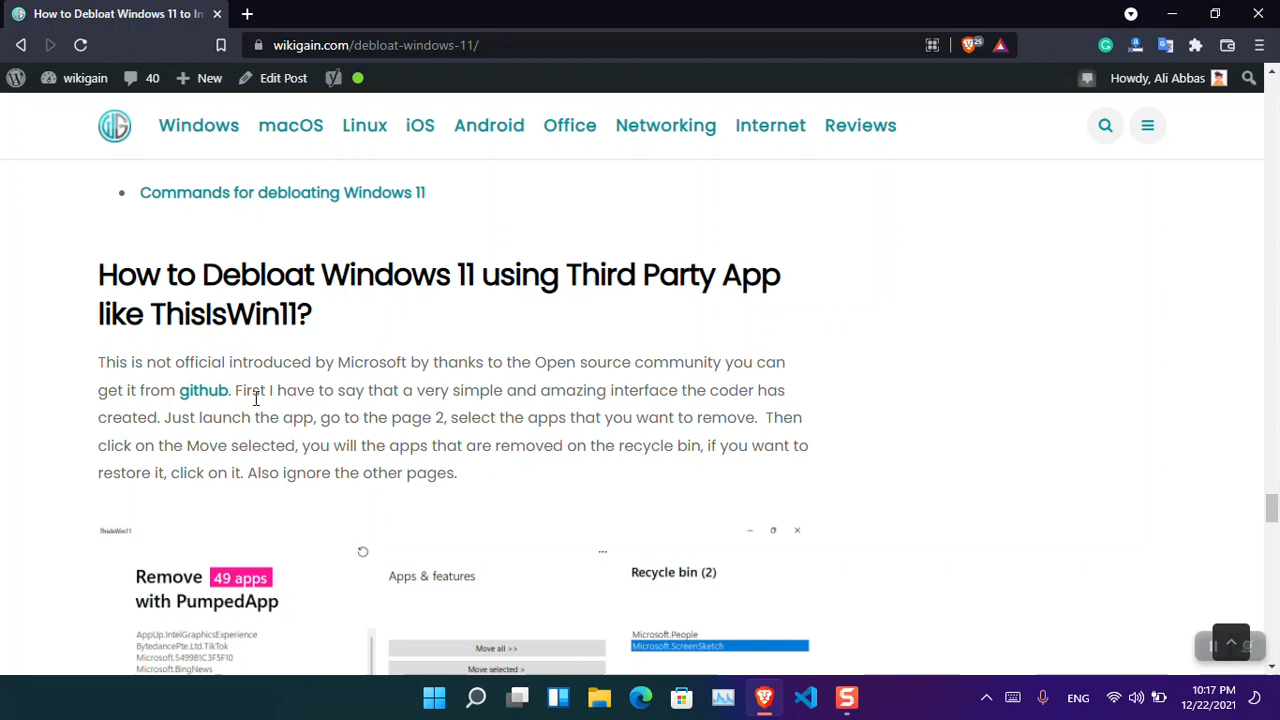 How to Debloat Windows 11 to In
wikigain.com/debloat-windows-11/
25
wikigain
40
New
Edit Post
Howdy, Ali Abbas
Windows macOS Linux iOS Android Office Networking Internet Reviews
Commands for debloating Windows 11
How to Debloat Windows 11 using Third Party App
like ThisIsWin11?
This is not official introduced by Microsoft by thanks to the Open source community you can
get it from github. First I have to say that a very simple and amazing interface the coder has
created. Just launch the app, go to the page 2, select the apps that you want to remove.  Then
click on the Move selected, you will the apps that are removed on the recycle bin, if you want to
restore it, click on it. Also ignore the other pages.
ThisIsWin11
Remove 49 apps
with PumpedApp
Apps & features
Recycle bin (2)
AppUp.IntelGraphicsExperience
BytedancePte.Ltd.TikTok
Microsoft.549981C3F5F10
Microsoft.BingNews
Move all >>
Move selected >
Microsoft.People
Microsoft.ScreenSketch
ENG
10:17 PM
12/22/2021